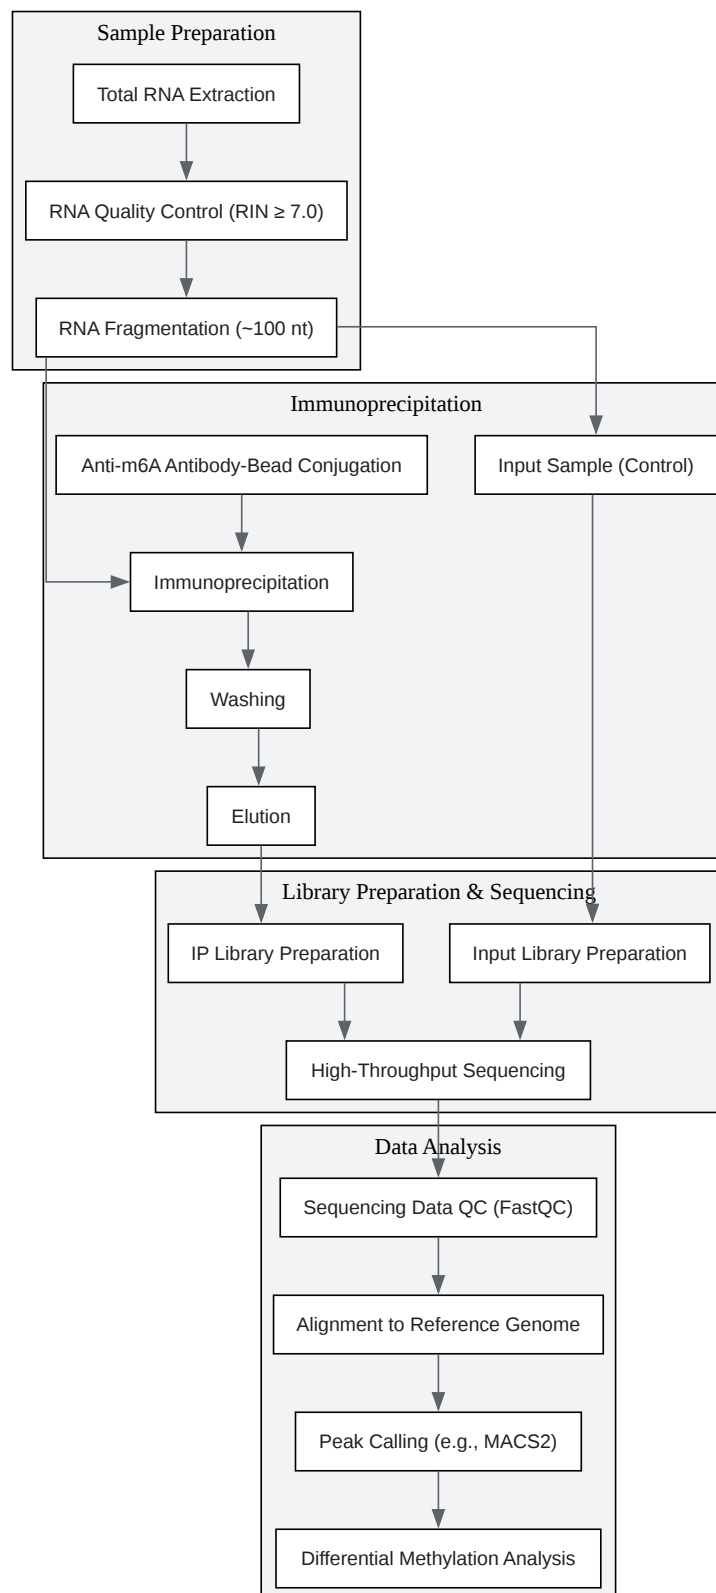 Sample Preparation
Total RNA Extraction
RNA Quality Control (RIN ≥ 7.0)
RNA Fragmentation (~100 nt)
Immunoprecipitation
Anti-m6A Antibody-Bead Conjugation
Input Sample (Control)
Immunoprecipitation
Washing
Elution
Library Preparation & Sequencing
IP Library Preparation
Input Library Preparation
High-Throughput Sequencing
Data Analysis
Sequencing Data QC (FastQC)
Alignment to Reference Genome
Peak Calling (e.g., MACS2)
Differential Methylation Analysis